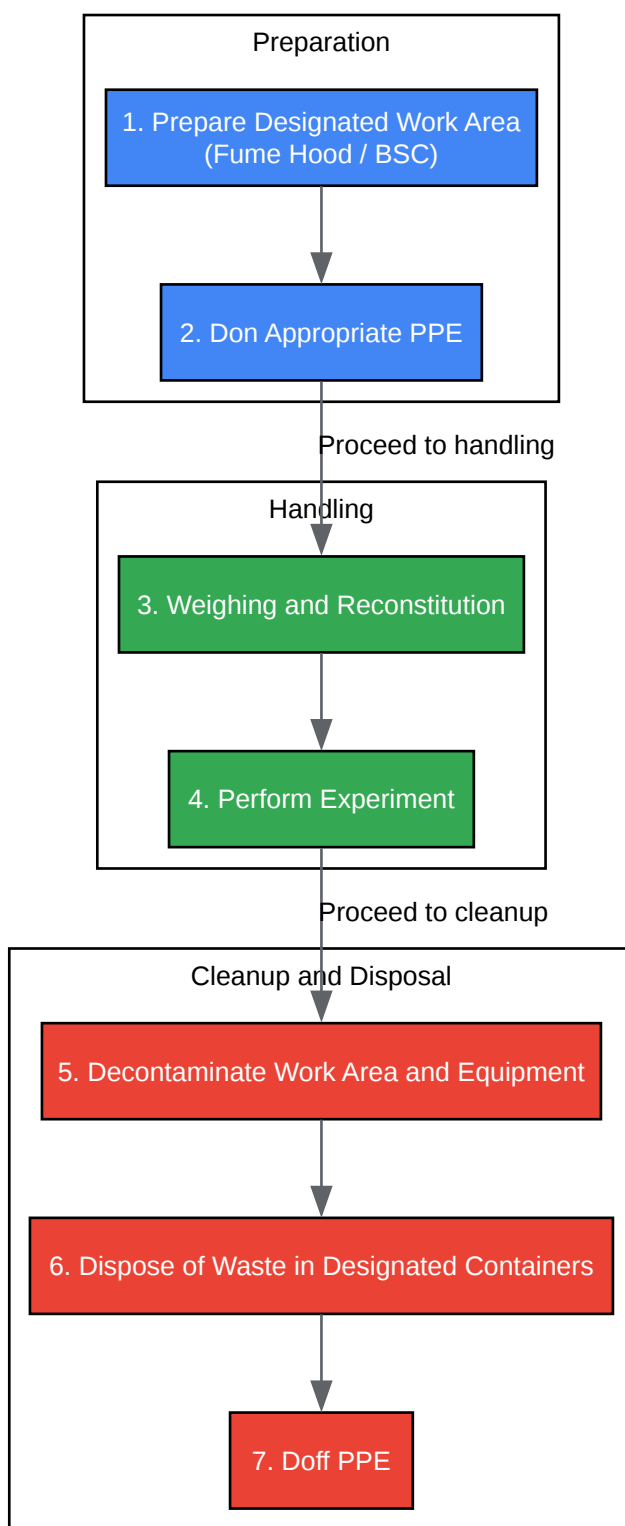 Preparation
1. Prepare Designated Work Area
(Fume Hood / BSC)
2. Don Appropriate PPE
Proceed to handling
Handling
3. Weighing and Reconstitution
4. Perform Experiment
Proceed to cleanup
Cleanup and Disposal
5. Decontaminate Work Area and Equipment
6. Dispose of Waste in Designated Containers
7. Doff PPE